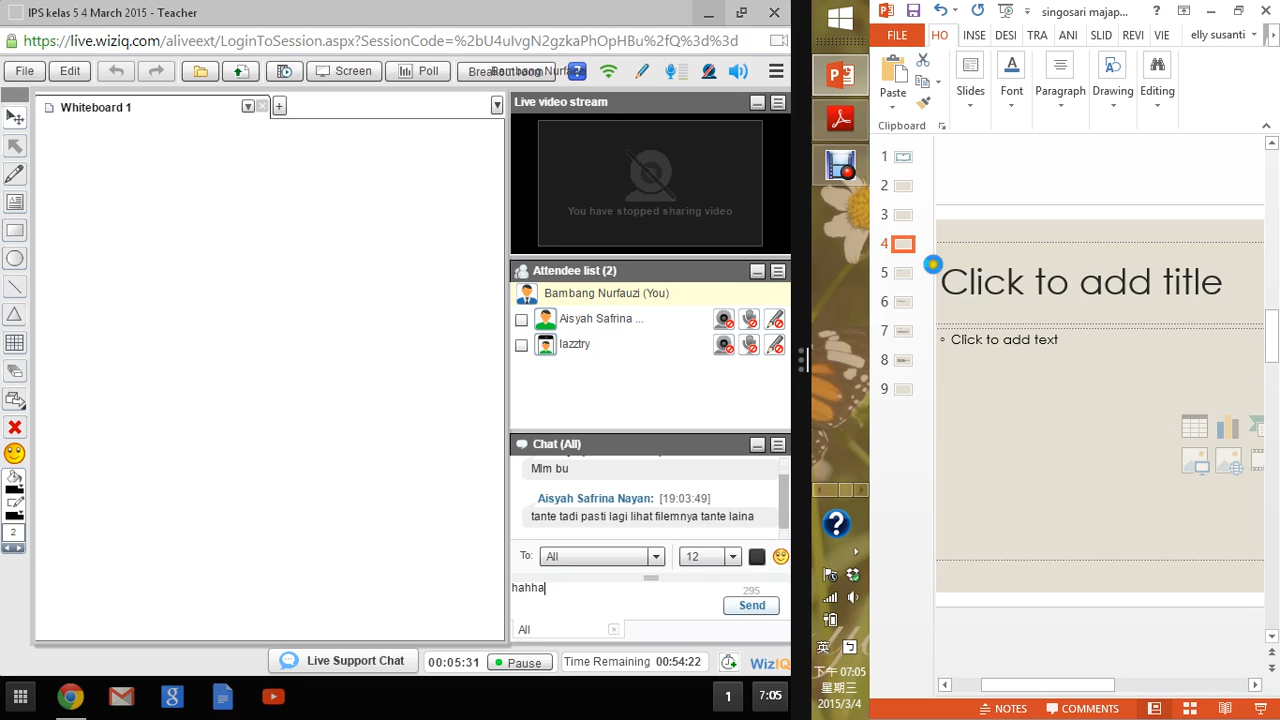 IPS kelas 5 4 March 2015 - Teacher
https://live.wiziq.com/aliveext/LoginToSession.aspx?SessionCode=%2bU4uIvgN2gzkaPhOpHBu%2fQ%3d%3d
File Edit Screen Poll Bambang Nurfauzi
Whiteboard 1
Live video stream
You have stopped sharing video
Attendee list (2)
Bambang Nurfauzi (You)
Aisyah Safrina ...
lazztry
Chat (All)
Mlm bu
Aisyah Safrina Nayan: [19:03:49]
tante tadi pasti lagi lihat filemnya tante laina
To: All 12
hahha
295
Send
All
2
Live Support Chat 00:05:31 Pause Time Remaining 00:54:22 WizIQ
1 7:05
英
下午 07:05
星期三
2015/3/4
singosari majap...
FILE HO INSE DESI TRA ANI SLID REVI VIE elly susanti
Paste Slides Font Paragraph Drawing Editing
Clipboard
1
2
3
4
5
6
7
8
9
Click to add title
Click to add text
NOTES COMMENTS